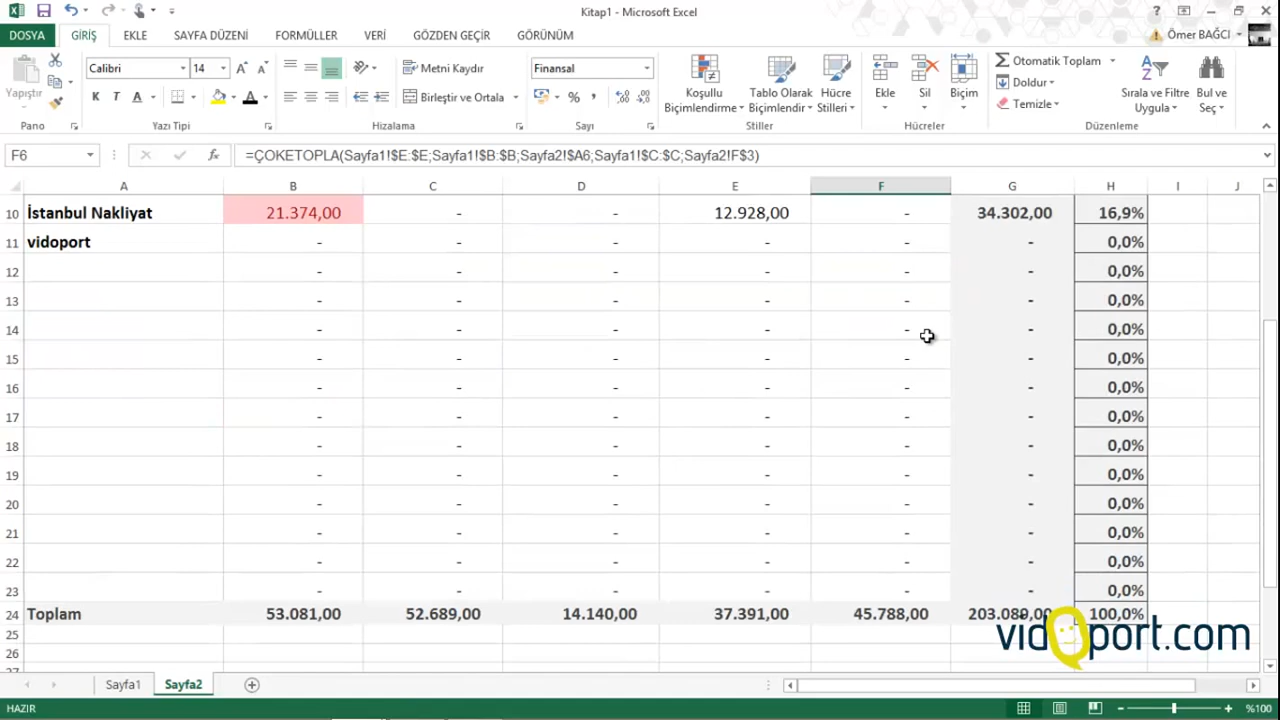 Kitap1 - Microsoft Excel
?
DOSYA GİRİŞ EKLE SAYFA DÜZENİ FORMÜLLER VERİ GÖZDEN GEÇİR GÖRÜNÜM Ömer BAĞCI
Yapıştır
Calibri 14
K T A
Metni Kaydır
Birleştir ve Ortala
Finansal
Koşullu Biçimlendirme
Tablo Olarak Biçimlendir
Hücre Stilleri
Ekle
Sil
Biçim
Otomatik Toplam
Doldur
Temizle
Sırala ve Filtre Uygula
Bul ve Seç
Pano Yazı Tipi Hizalama Sayı Stiller Hücreler Düzenleme
F6 fx =ÇOKETOPLA(Sayfa1!$E:$E;Sayfa1!$B:$B;Sayfa2!$A6;Sayfa1!$C:$C;Sayfa2!F$3)
A B C D E F G H I J
10 İstanbul Nakliyat 21.374,00 - - 12.928,00 - 34.302,00 16,9%
11 vidoport - - - - - - 0,0%
12 - - - - - - 0,0%
13 - - - - - - 0,0%
14 - - - - - - 0,0%
15 - - - - - - 0,0%
16 - - - - - - 0,0%
17 - - - - - - 0,0%
18 - - - - - - 0,0%
19 - - - - - - 0,0%
20 - - - - - - 0,0%
21 - - - - - - 0,0%
22 - - - - - - 0,0%
23 - - - - - - 0,0%
24 Toplam 53.081,00 52.689,00 14.140,00 37.391,00 45.788,00 203.089,00 100,0%
25
vidoport.com
26
27
Sayfa1 Sayfa2
HAZIR %100